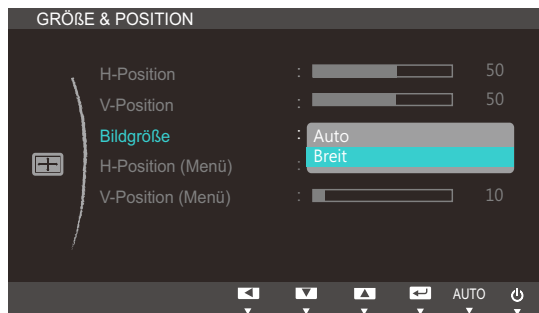 GRÖßE & POSITION
H-Position : 50
V-Position : 50
Bildgröße : Auto
Breit
H-Position (Menü) :
V-Position (Menü) : 10
AUTO